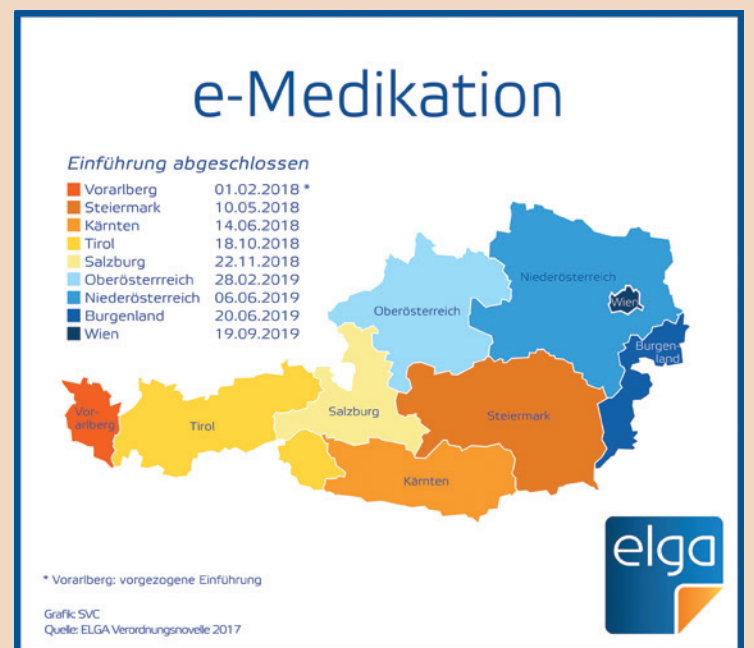 e-Medikation
Einführung abgeschlossen
Vorarlberg 01.02.2018 *
Steiermark 10.05.2018
Kärnten 14.06.2018
Tirol 18.10.2018
Salzburg 22.11.2018
Oberösterrreich 28.02.2019
Niederösterreich 06.06.2019
Burgenland 20.06.2019
Wien 19.09.2019
Niederösterreich
Wien
Oberösterreich
Burgen-
land
Vor-
arlberg
Tirol
Salzburg
Steiermark
Kärnten
elga
* Vorarlberg: vorgezogene Einführung
Grafik: SVC
Quelle: ELGA Verordnungsnovelle 2017